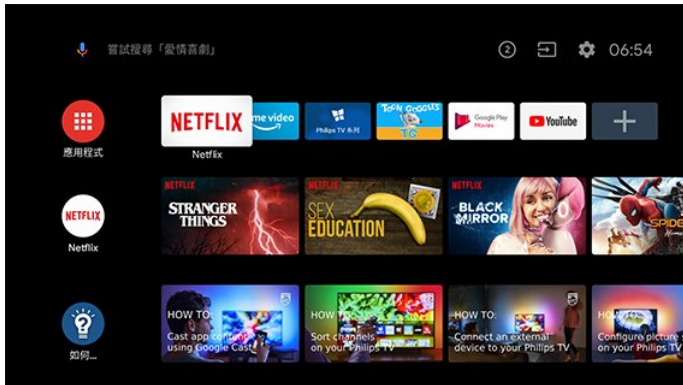 嘗試搜尋「愛情喜劇」
2
06:54
應用程式
NETFLIX
me video
Philips TV 系列
TOON GOGGLES
TG
Google Play
Movies
YouTube
Netflix
NETFLIX
Netflix
NETFLIX
STRANGER
THINGS
NETFLIX
SEX
EDUCATION
NETFLIX
BLACK
MIRROR
SPIDE
Home
如何...
HOW TO:
Cast app content
using Google Cast
HOW TO:
Sort channels
on your Philips TV
HOW TO:
Connect an external
device to your Philips TV
HOW TO:
Configure picture s
on your Philips TV